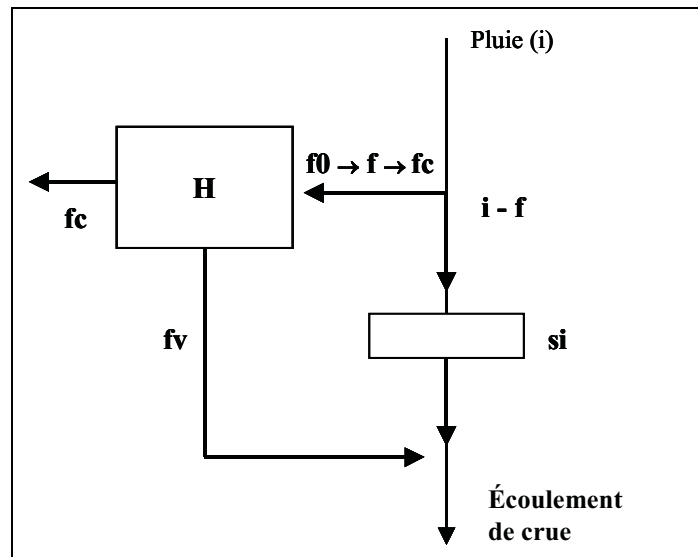 Pluie (i)
f0 → f → fc
H
fc
i - f
fv
si
Écoulement
de crue